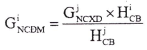 G^i_NCDM = (G^j_NCXD × H^i_CB) / H^j_CB